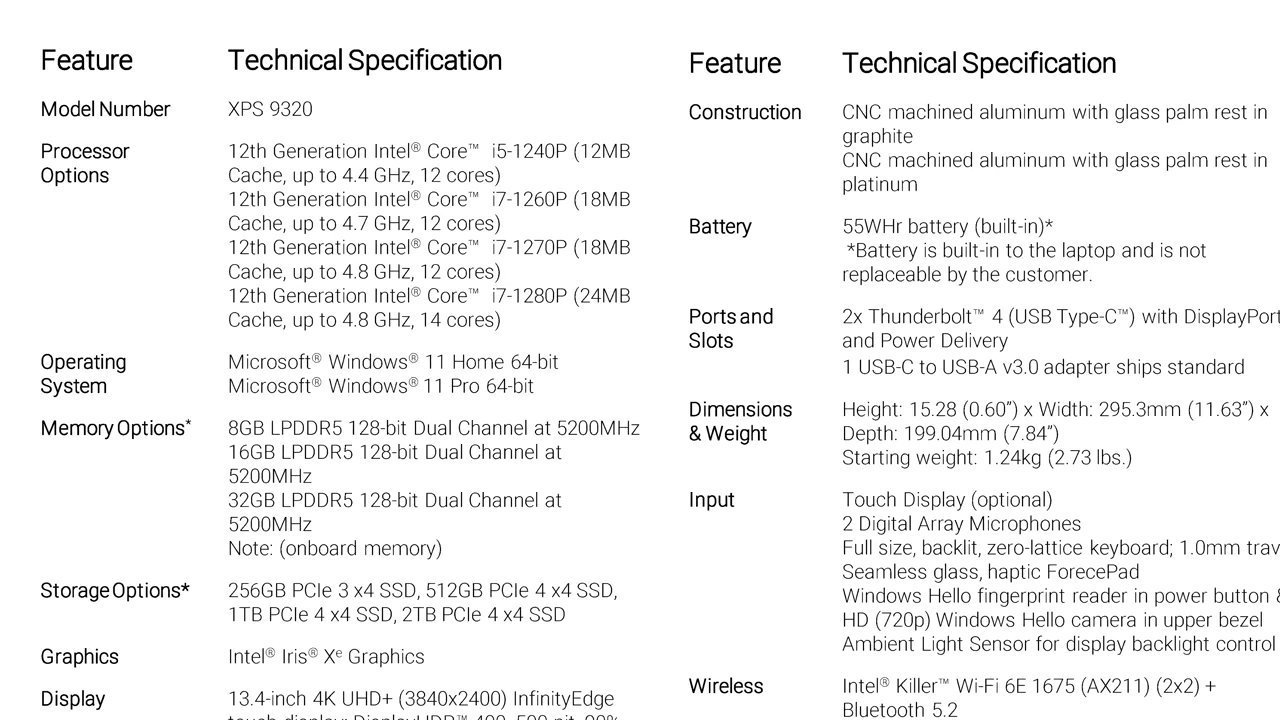 Feature Technical Specification
Model Number XPS 9320
Processor Options 12th Generation Intel® Core™ i5-1240P (12MB
Cache, up to 4.4 GHz, 12 cores)
12th Generation Intel® Core™ i7-1260P (18MB
Cache, up to 4.7 GHz, 12 cores)
12th Generation Intel® Core™ i7-1270P (18MB
Cache, up to 4.8 GHz, 12 cores)
12th Generation Intel® Core™ i7-1280P (24MB
Cache, up to 4.8 GHz, 14 cores)
Operating System Microsoft® Windows® 11 Home 64-bit
Microsoft® Windows® 11 Pro 64-bit
Memory Options* 8GB LPDDR5 128-bit Dual Channel at 5200MHz
16GB LPDDR5 128-bit Dual Channel at
5200MHz
32GB LPDDR5 128-bit Dual Channel at
5200MHz
Note: (onboard memory)
Storage Options* 256GB PCIe 3 x4 SSD, 512GB PCIe 4 x4 SSD,
1TB PCIe 4 x4 SSD, 2TB PCIe 4 x4 SSD
Graphics Intel® Iris® Xᵉ Graphics
Display 13.4-inch 4K UHD+ (3840x2400) InfinityEdge
Feature Technical Specification
Construction CNC machined aluminum with glass palm rest in
graphite
CNC machined aluminum with glass palm rest in
platinum
Battery 55WHr battery (built-in)*
*Battery is built-in to the laptop and is not
replaceable by the customer.
Ports and Slots 2x Thunderbolt™ 4 (USB Type-C™) with DisplayPort
and Power Delivery
1 USB-C to USB-A v3.0 adapter ships standard
Dimensions & Weight Height: 15.28 (0.60”) x Width: 295.3mm (11.63”) x
Depth: 199.04mm (7.84”)
Starting weight: 1.24kg (2.73 lbs.)
Input Touch Display (optional)
2 Digital Array Microphones
Full size, backlit, zero-lattice keyboard; 1.0mm trav
Seamless glass, haptic ForecePad
Windows Hello fingerprint reader in power button &
HD (720p) Windows Hello camera in upper bezel
Ambient Light Sensor for display backlight control
Wireless Intel® Killer™ Wi-Fi 6E 1675 (AX211) (2x2) +
Bluetooth 5.2